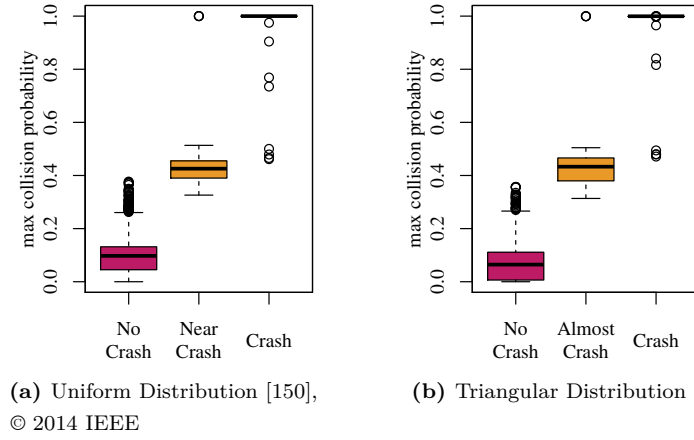 max collision probability
0.0 0.2 0.4 0.6 0.8 1.0
No
Crash
Near
Crash
Crash
(a) Uniform Distribution [150],
© 2014 IEEE
max collision probability
0.0 0.2 0.4 0.6 0.8 1.0
No
Crash
Almost
Crash
Crash
(b) Triangular Distribution